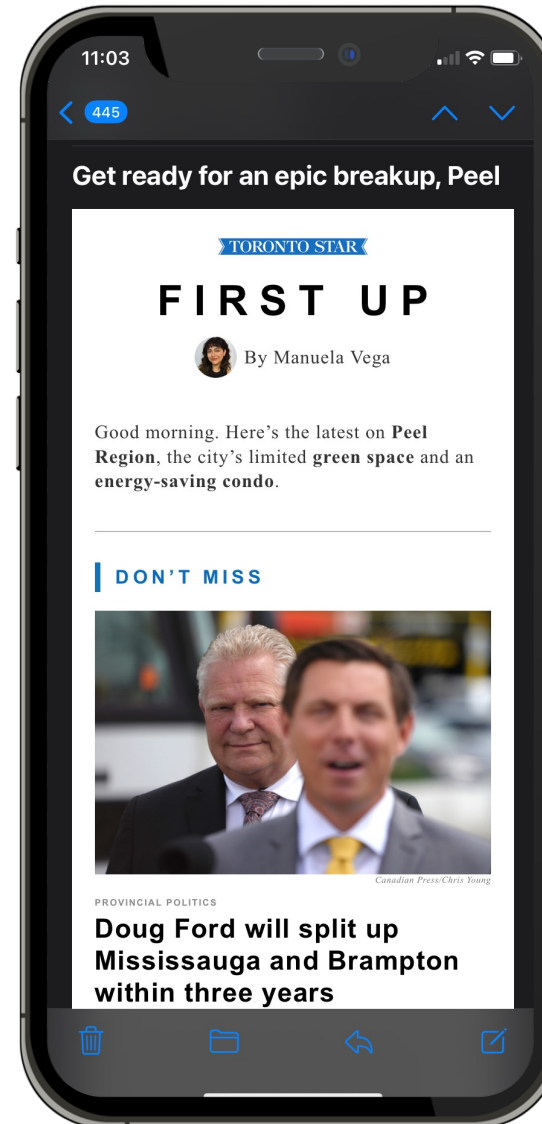 11:03
445
Get ready for an epic breakup, Peel
TORONTO STAR
FIRST UP
By Manuela Vega
Good morning. Here’s the latest on Peel
Region, the city’s limited green space and an
energy-saving condo.
DON’T MISS
Canadian Press/Chris Young
PROVINCIAL POLITICS
Doug Ford will split up
Mississauga and Brampton
within three years